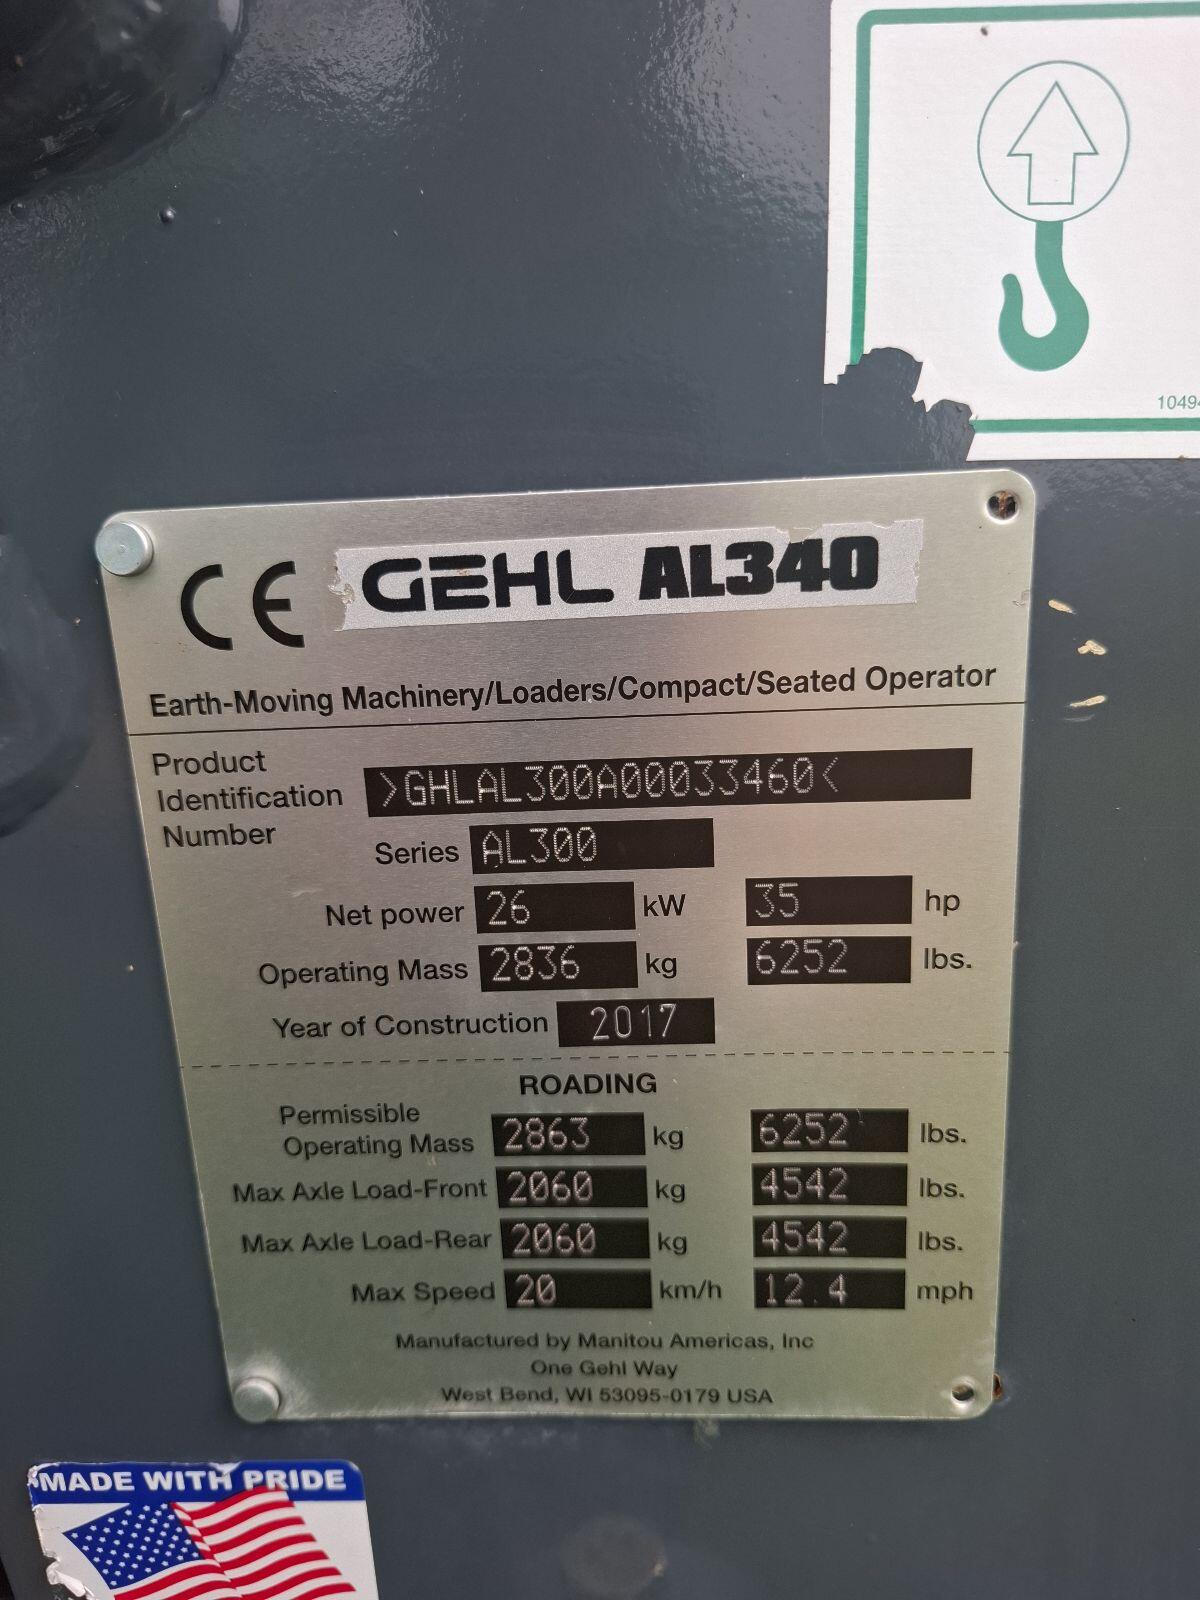 10494
CE GEHL AL340
Earth-Moving Machinery/Loaders/Compact/Seated Operator
Product
Identification >GHLAL300A00033460<
Number
Series AL300
Net power 26 kW 35 hp
Operating Mass 2836 kg 6252 lbs.
Year of Construction 2017
ROADING
Permissible
Operating Mass 2863 kg 6252 lbs.
Max Axle Load-Front 2060 kg 4542 lbs.
Max Axle Load-Rear 2060 kg 4542 lbs.
Max Speed 20 km/h 12.4 mph
Manufactured by Manitou Americas, Inc
One Gehl Way
West Bend, WI 53095-0179 USA
MADE WITH PRIDE